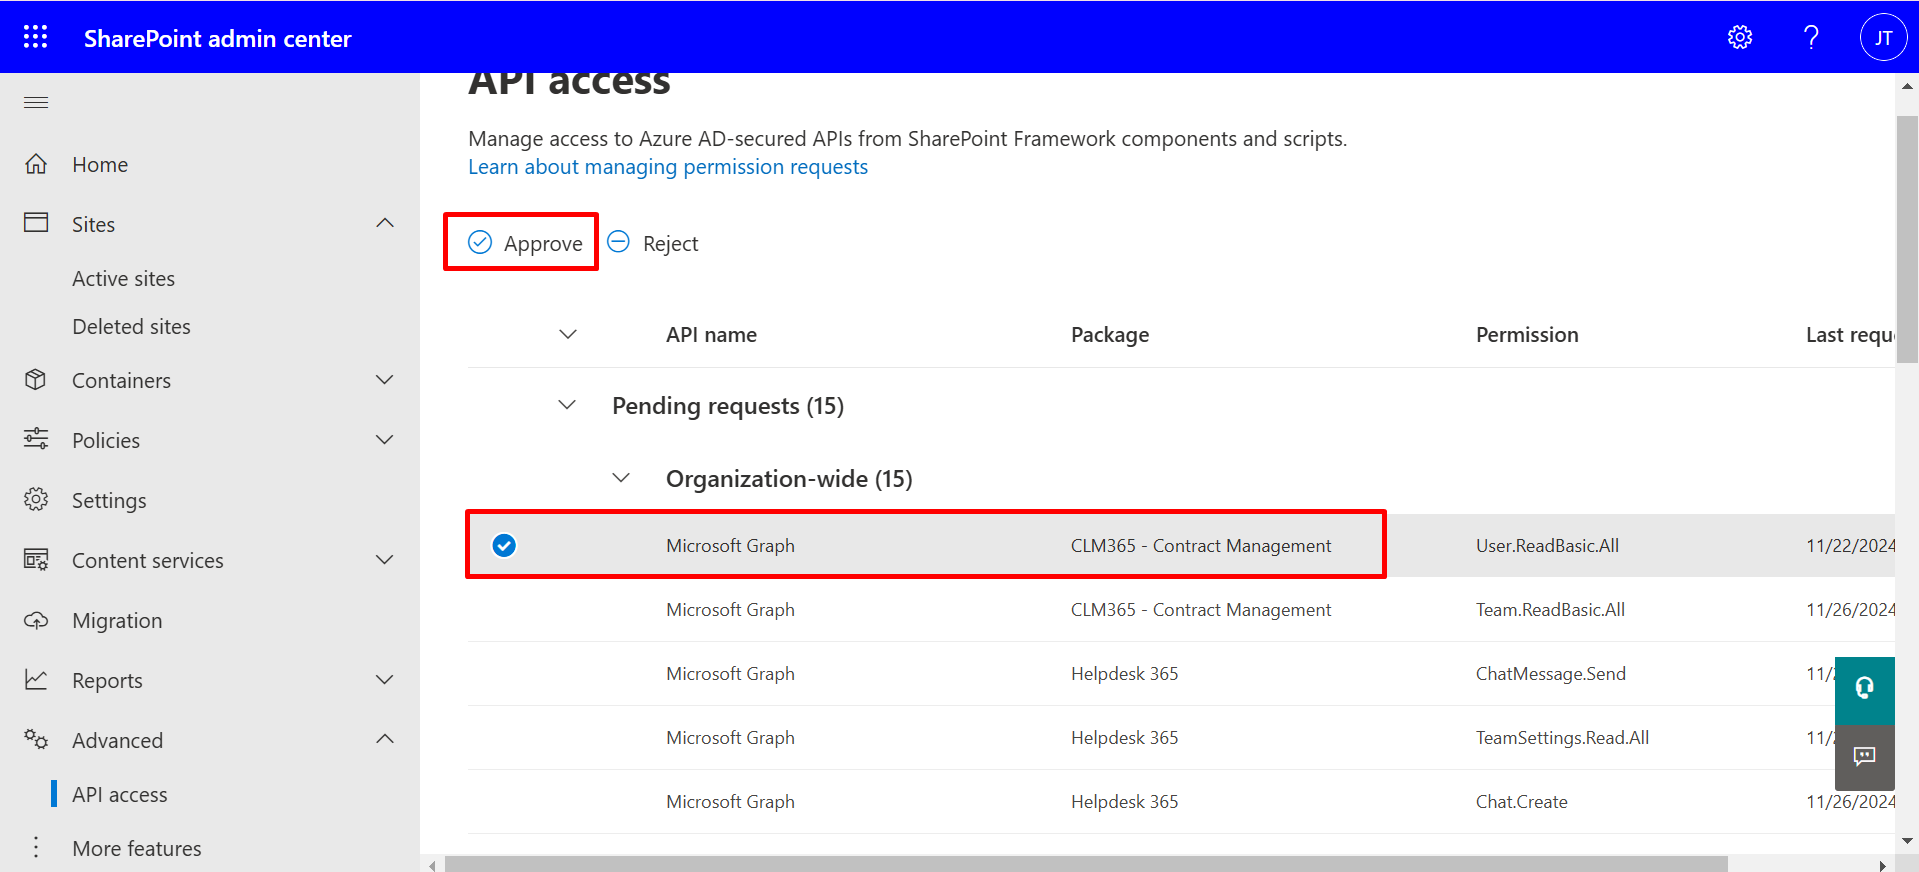 SharePoint admin center
JT
API access
Manage access to Azure AD-secured APIs from SharePoint Framework components and scripts.
Learn about managing permission requests
Home
Sites
Active sites
Deleted sites
Containers
Policies
Settings
Content services
Migration
Reports
Advanced
API access
More features
Approve Reject
API name Package Permission Last requ
Pending requests (15)
Organization-wide (15)
Microsoft Graph CLM365 - Contract Management User.ReadBasic.All 11/22/2024
Microsoft Graph CLM365 - Contract Management Team.ReadBasic.All 11/26/2024
Microsoft Graph Helpdesk 365 ChatMessage.Send 11/
Microsoft Graph Helpdesk 365 TeamSettings.Read.All 11/
Microsoft Graph Helpdesk 365 Chat.Create 11/26/2024